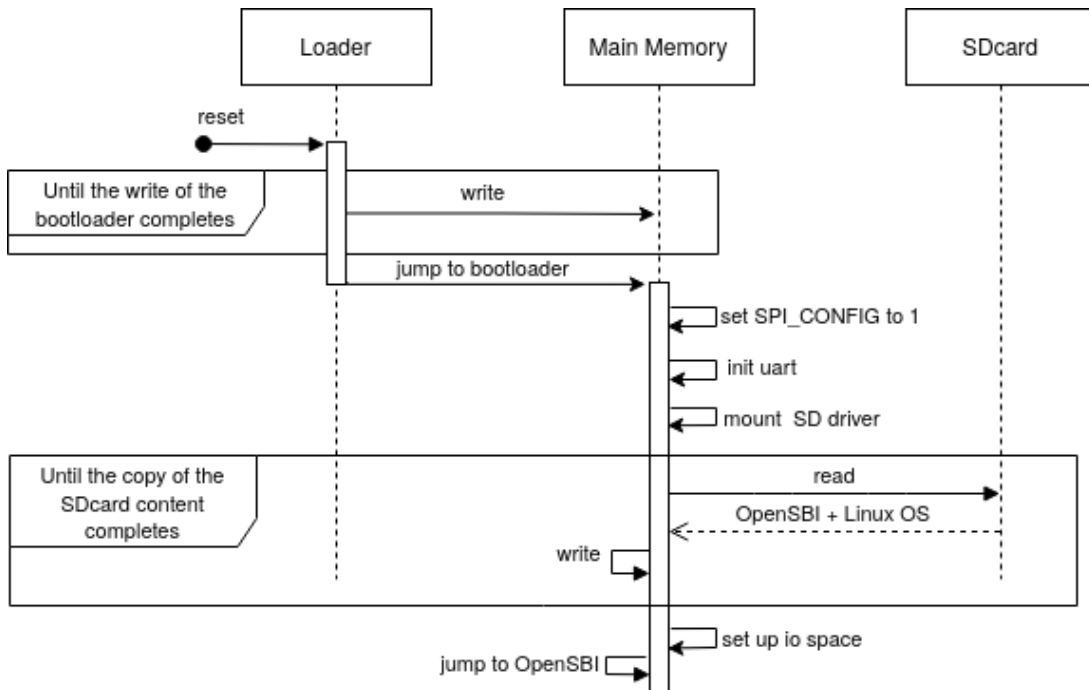 Loader
Main Memory
SDcard
reset
Until the write of the
bootloader completes
write
jump to bootloader
set SPI_CONFIG to 1
init uart
mount SD driver
Until the copy of the
SDcard content
completes
read
OpenSBI + Linux OS
write
set up io space
jump to OpenSBI